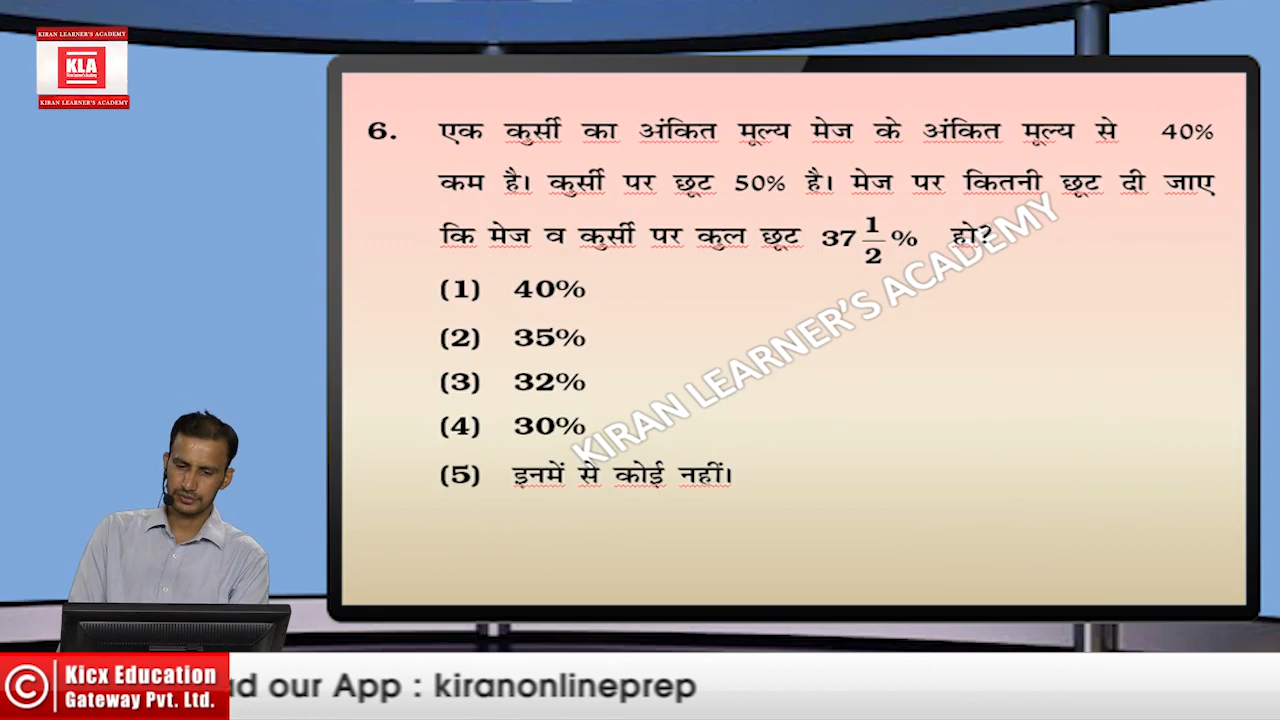 KIRAN LEARNER'S ACADEMY
KLA
KIRAN LEARNER'S ACADEMY
6. एक कुर्सी का अंकित मूल्य मेज के अंकित मूल्य से 40%
कम है। कुर्सी पर छूट 50% है। मेज पर कितनी छूट दी जाए
कि मेज व कुर्सी पर कुल छूट 37 1/2 % हो?
(1) 40%
(2) 35%
(3) 32%
(4) 30%
(5) इनमें से कोई नहीं।
KIRAN LEARNER'S ACADEMY
© Kicx Education
Gateway Pvt. Ltd.
ad our App : kiranonlineprep